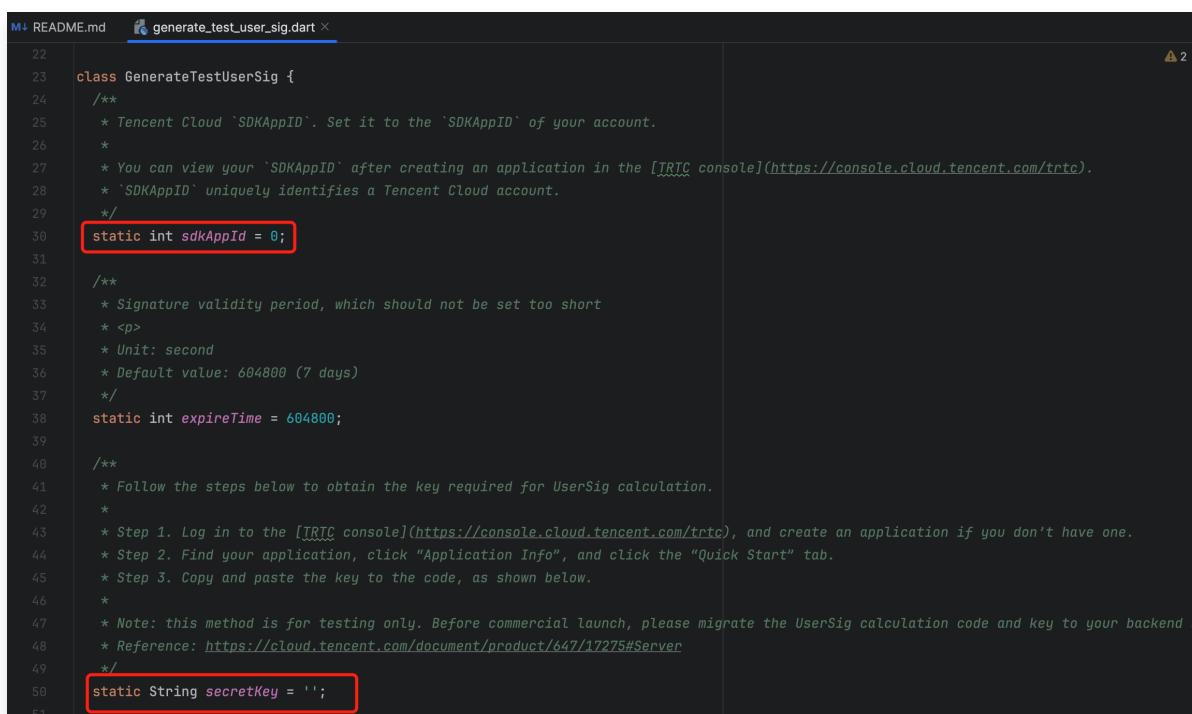 M↓ README.md generate_test_user_sig.dart ×
22
2
23 class GenerateTestUserSig {
24 /**
25 * Tencent Cloud `SDKAppID`. Set it to the `SDKAppID` of your account.
26 *
27 * You can view your `SDKAppID` after creating an application in the [TRTC console](https://console.cloud.tencent.com/trtc).
28 * `SDKAppID` uniquely identifies a Tencent Cloud account.
29 */
30 static int sdkAppId = 0;
31
32 /**
33 * Signature validity period, which should not be set too short
34 * <p>
35 * Unit: second
36 * Default value: 604800 (7 days)
37 */
38 static int expireTime = 604800;
39
40 /**
41 * Follow the steps below to obtain the key required for UserSig calculation.
42 *
43 * Step 1. Log in to the [TRTC console](https://console.cloud.tencent.com/trtc), and create an application if you don't have one.
44 * Step 2. Find your application, click “Application Info”, and click the “Quick Start” tab.
45 * Step 3. Copy and paste the key to the code, as shown below.
46 *
47 * Note: this method is for testing only. Before commercial launch, please migrate the UserSig calculation code and key to your backend
48 * Reference: https://cloud.tencent.com/document/product/647/17275#Server
49 */
50 static String secretKey = '';
51